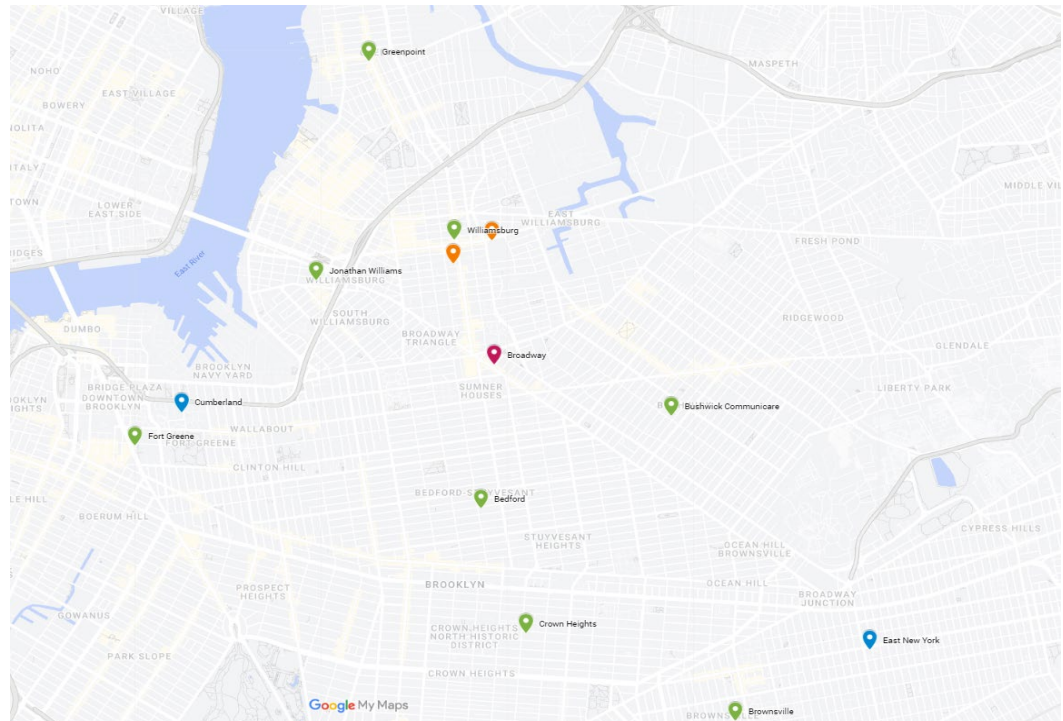 VILLAGE
Greenpoint
NOHO
MASPETH
EAST VILLAGE
BOWERY
NOLITA
ITALY
MIDDLE VIL
LOWER
EAST SIDE
EAST
WILLIAMSBURG
Williamsburg
FRESH POND
RIDGES
East River
Jonathan Williams
WILLIAMSBURG
SOUTH
WILLIAMSBURG
RIDGEWOOD
DUMBO
BROADWAY
TRIANGLE
GLENDALE
Broadway
BROOKLYN
NAVY YARD
BRIDGE PLAZA
DOWNTOWN
BROOKLYN
SUMNER
HOUSES
LIBERTY PARK
OKLYN
IGHTS
Cumberland
Bushwick Communicare
WALLABOUT
Fort Greene
FORT GREENE
CLINTON HILL
BEDFORD-STUYVESANT
Bedford
LE HILL
BOERUM HILL
CYPRESS HILLS
STUYVESANT
HEIGHTS
OCEAN HILL
BROWNSVILLE
PROSPECT
HEIGHTS
BROOKLYN
OCEAN HILL
BROADWAY
JUNCTION
GOWANUS
Crown Heights
CROWN HEIGHTS
NORTH HISTORIC
DISTRICT
East New York
PARK SLOPE
CROWN HEIGHTS
Google My Maps
Brownsville